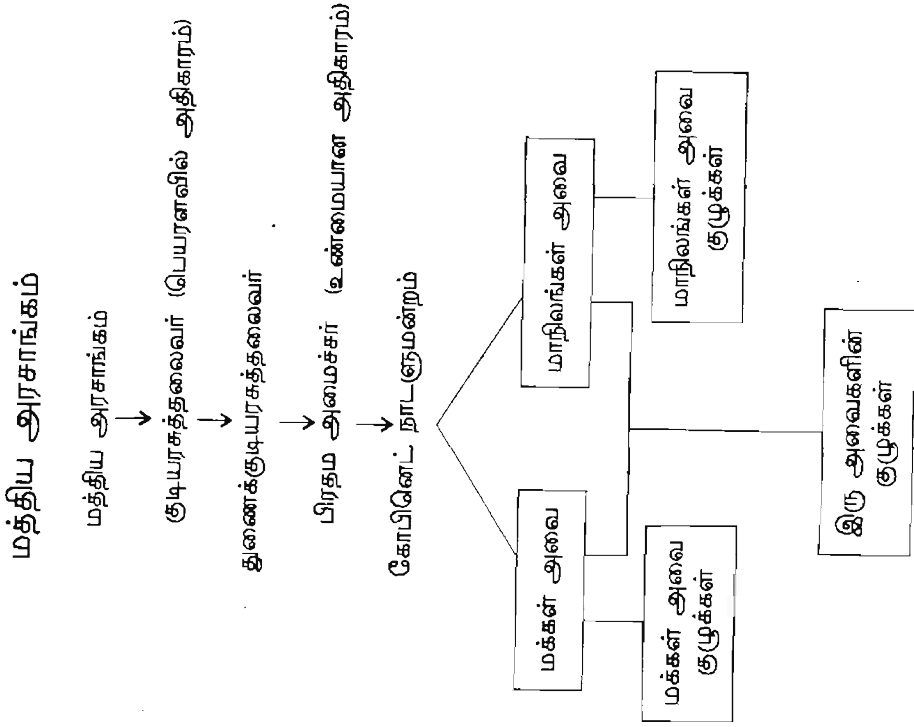 மத்திய அரசாங்கம்
மத்திய அரசாங்கம்
குடியரசுத்தலைவர் (பெயரளவில் அதிகாரம்)
துணைக்குடியரசுத்தலைவர்
பிரதம அமைச்சர் (உண்மையான அதிகாரம்)
கேபினெட் நாடளுமன்றம்
மக்கள் அவை
மாநிலங்கள் அவை
மக்கள் அவை
குழுக்கள்
மாநிலங்கள் அவை
குழுக்கள்
இரு அவைகளின்
குழுக்கள்